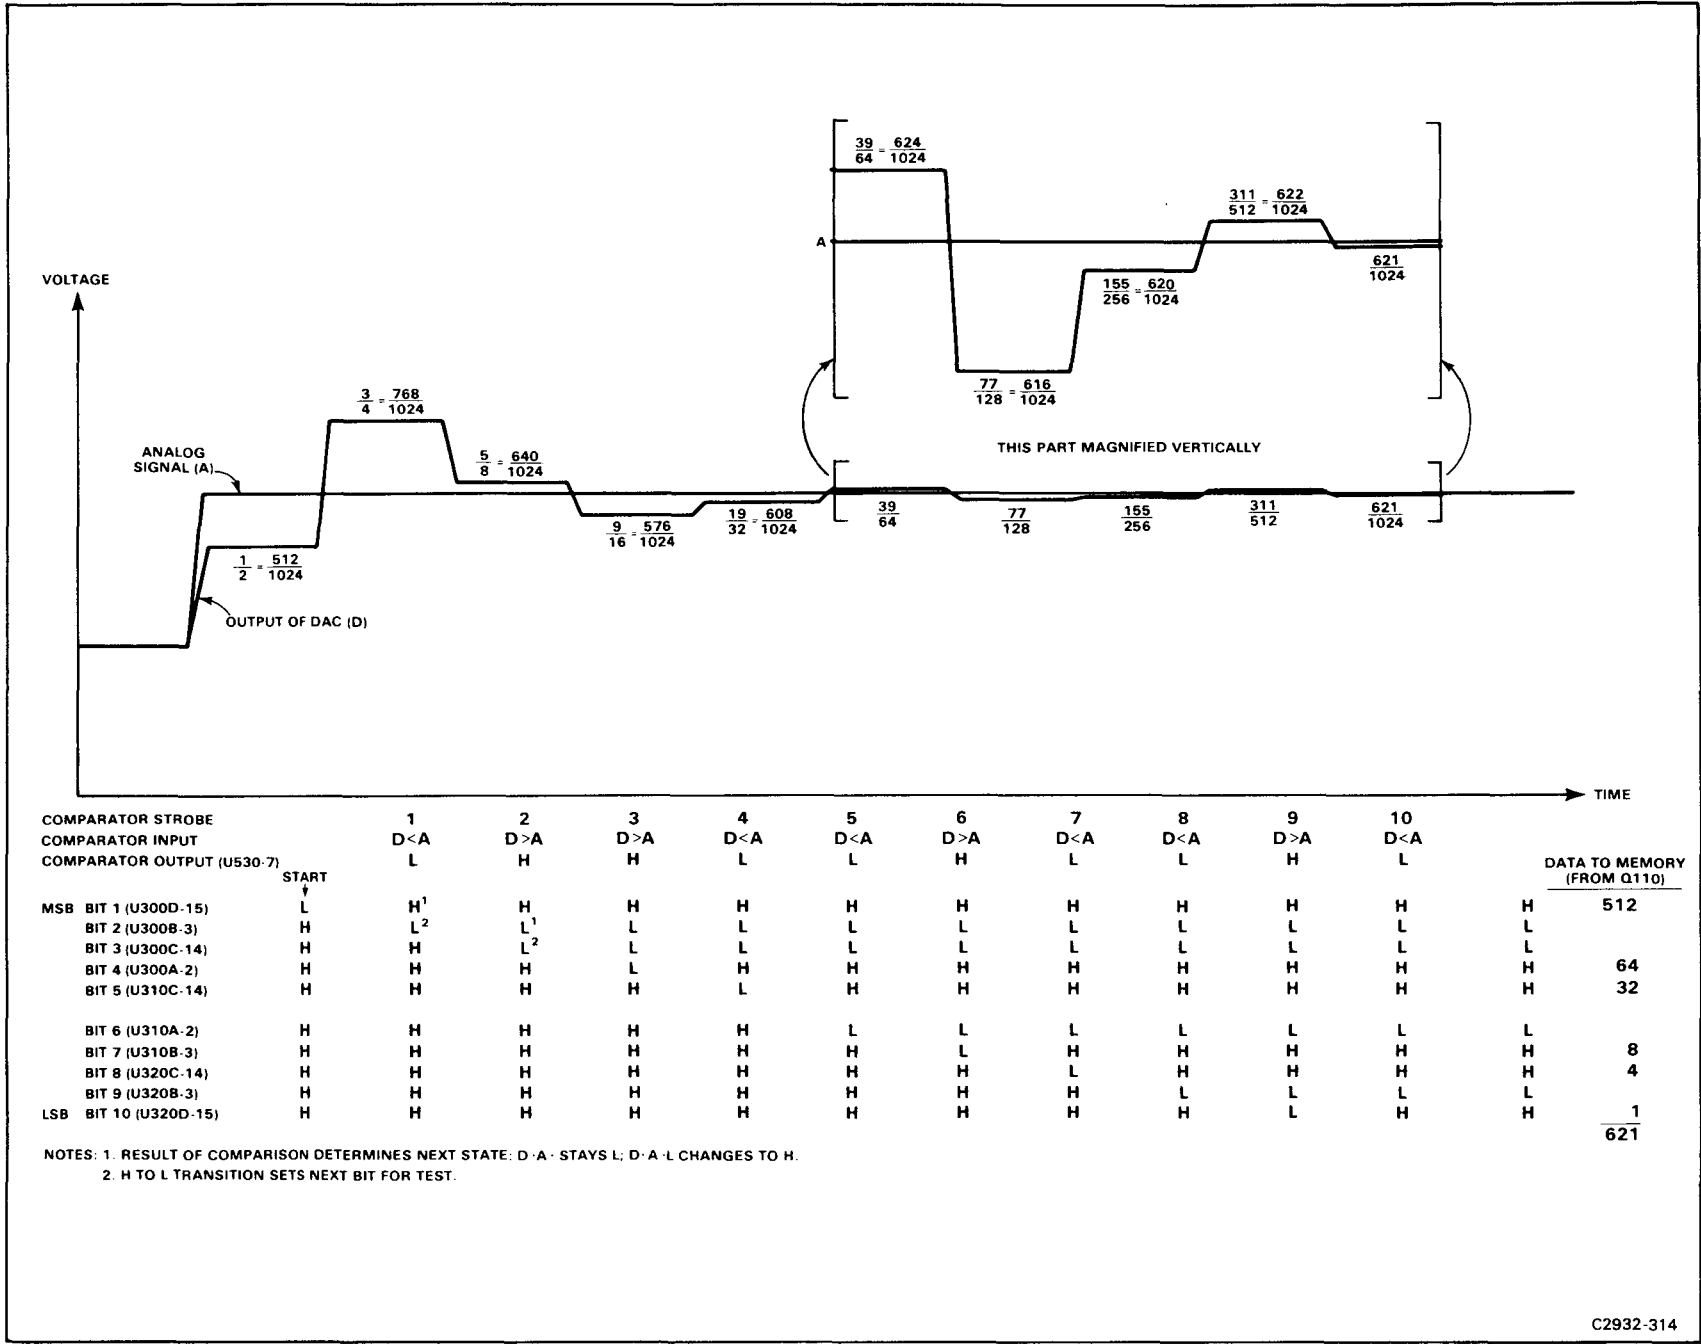 39/64 = 624/1024
311/512 = 622/1024
A
621/1024
155/256 = 620/1024
77/128 = 616/1024
VOLTAGE
3/4 = 768/1024
THIS PART MAGNIFIED VERTICALLY
ANALOG
SIGNAL (A)
5/8 = 640/1024
39/64
77/128
155/256
311/512
621/1024
9/16 = 576/1024
19/32 = 608/1024
1/2 = 512/1024
OUTPUT OF DAC (D)
TIME
COMPARATOR STROBE 1 2 3 4 5 6 7 8 9 10
COMPARATOR INPUT D<A D>A D>A D<A D<A D>A D<A D<A D>A D<A
COMPARATOR OUTPUT (U530-7) L H H L L H L L H L
DATA TO MEMORY
(FROM Q110)
START
MSB BIT 1 (U300D-15) L H¹ H H H H H H H H H H 512
BIT 2 (U300B-3) H L² L¹ L L L L L L L L L
BIT 3 (U300C-14) H H L² L L L L L L L L L
BIT 4 (U300A-2) H H H L H H H H H H H H 64
BIT 5 (U310C-14) H H H H L H H H H H H H 32
BIT 6 (U310A-2) H H H H H L L L L L L L
BIT 7 (U310B-3) H H H H H H L H H H H H 8
BIT 8 (U320C-14) H H H H H H H L H H H H 4
BIT 9 (U320B-3) H H H H H H H H L L L L
LSB BIT 10 (U320D-15) H H H H H H H H H L H H 1
621
NOTES: 1. RESULT OF COMPARISON DETERMINES NEXT STATE: D·A· STAYS L; D·A·L CHANGES TO H.
2. H TO L TRANSITION SETS NEXT BIT FOR TEST.
C2932-314